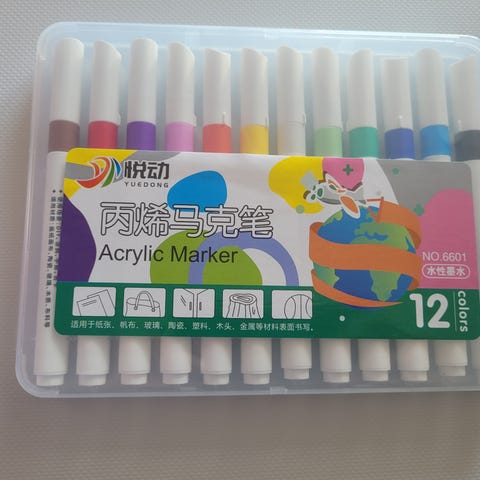 悦动
YUEDONG
丙烯马克笔
Acrylic Marker
NO.6601
水性墨水
12
colors
适用于纸张、帆布、玻璃、陶瓷、塑料、木头、金属等材料表面书写。